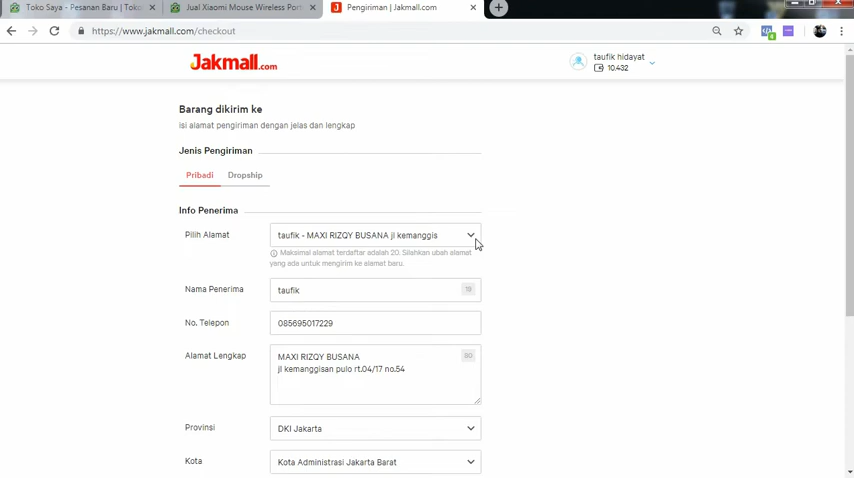 Toko Saya - Pesanan Baru | Toko
Jual Xiaomi Mouse Wireless Port
Pengiriman | Jakmall.com
https://www.jakmall.com/checkout
Jakmall.com
taufik hidayat
10.432
Barang dikirim ke
isi alamat pengiriman dengan jelas dan lengkap
Jenis Pengiriman
Pribadi Dropship
Info Penerima
Pilih Alamat
taufik - MAXI RIZQY BUSANA jl kemanggis
Maksimal alamat terdaftar adalah 20. Silahkan ubah alamat
yang ada untuk mengirim ke alamat baru.
Nama Penerima
taufik
19
No. Telepon
085695017229
Alamat Lengkap
MAXI RIZQY BUSANA
80
jl kemanggisan pulo rt.04/17 no.54
Provinsi
DKI Jakarta
Kota
Kota Administrasi Jakarta Barat